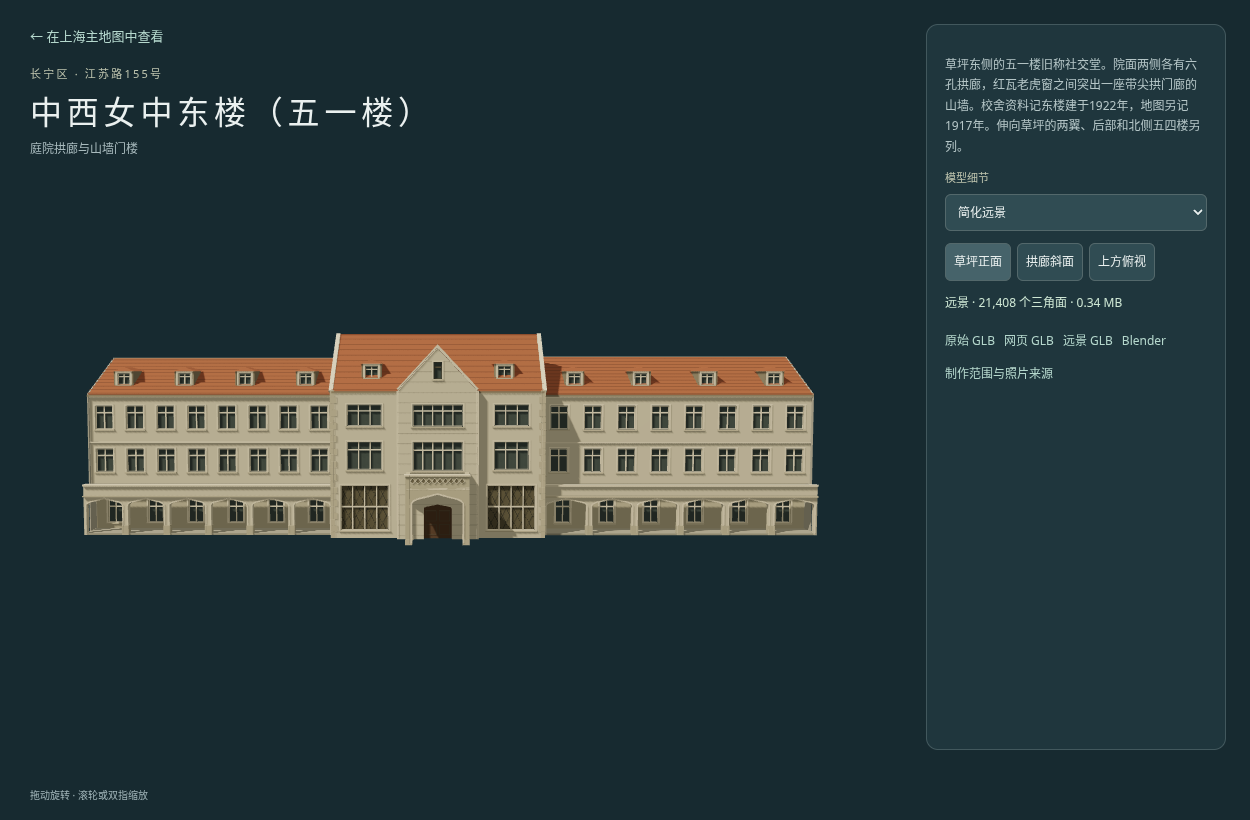 ← 在上海主地图中查看
长宁区 · 江苏路155号
中西女中东楼（五一楼）
庭院拱廊与山墙门楼
草坪东侧的五一楼旧称社交堂。院面两侧各有六
孔拱廊，红瓦老虎窗之间突出一座带尖拱门廊的
山墙。校舍资料记东楼建于1922年，地图另记
1917年。伸向草坪的两翼、后部和北侧五四楼另
列。
模型细节
简化远景
草坪正面 拱廊斜面 上方俯视
远景 · 21,408 个三角面 · 0.34 MB
原始 GLB 网页 GLB 远景 GLB Blender
制作范围与照片来源
拖动旋转 · 滚轮或双指缩放